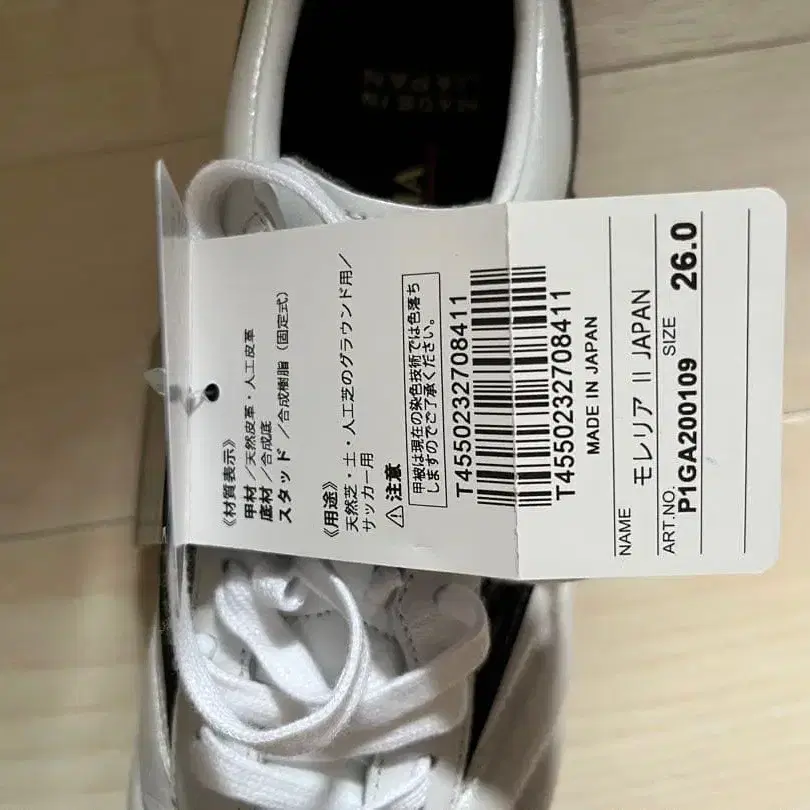 《材質表示》
甲材／天然皮革・人工皮革
底材／合成底
スタッド／合成樹脂（固定式）
《用途》
天然芝・土・人工芝のグラウンド用／
サッカー用
⚠ 注意
甲被は現在の染色技術では色落ち
しますのでご了承ください。
T4550232708411
T4550232708411
MADE IN JAPAN
NAME
モレリア II JAPAN
ART.NO. SIZE
P1GA200109 26.0
MADE IN
JAPAN